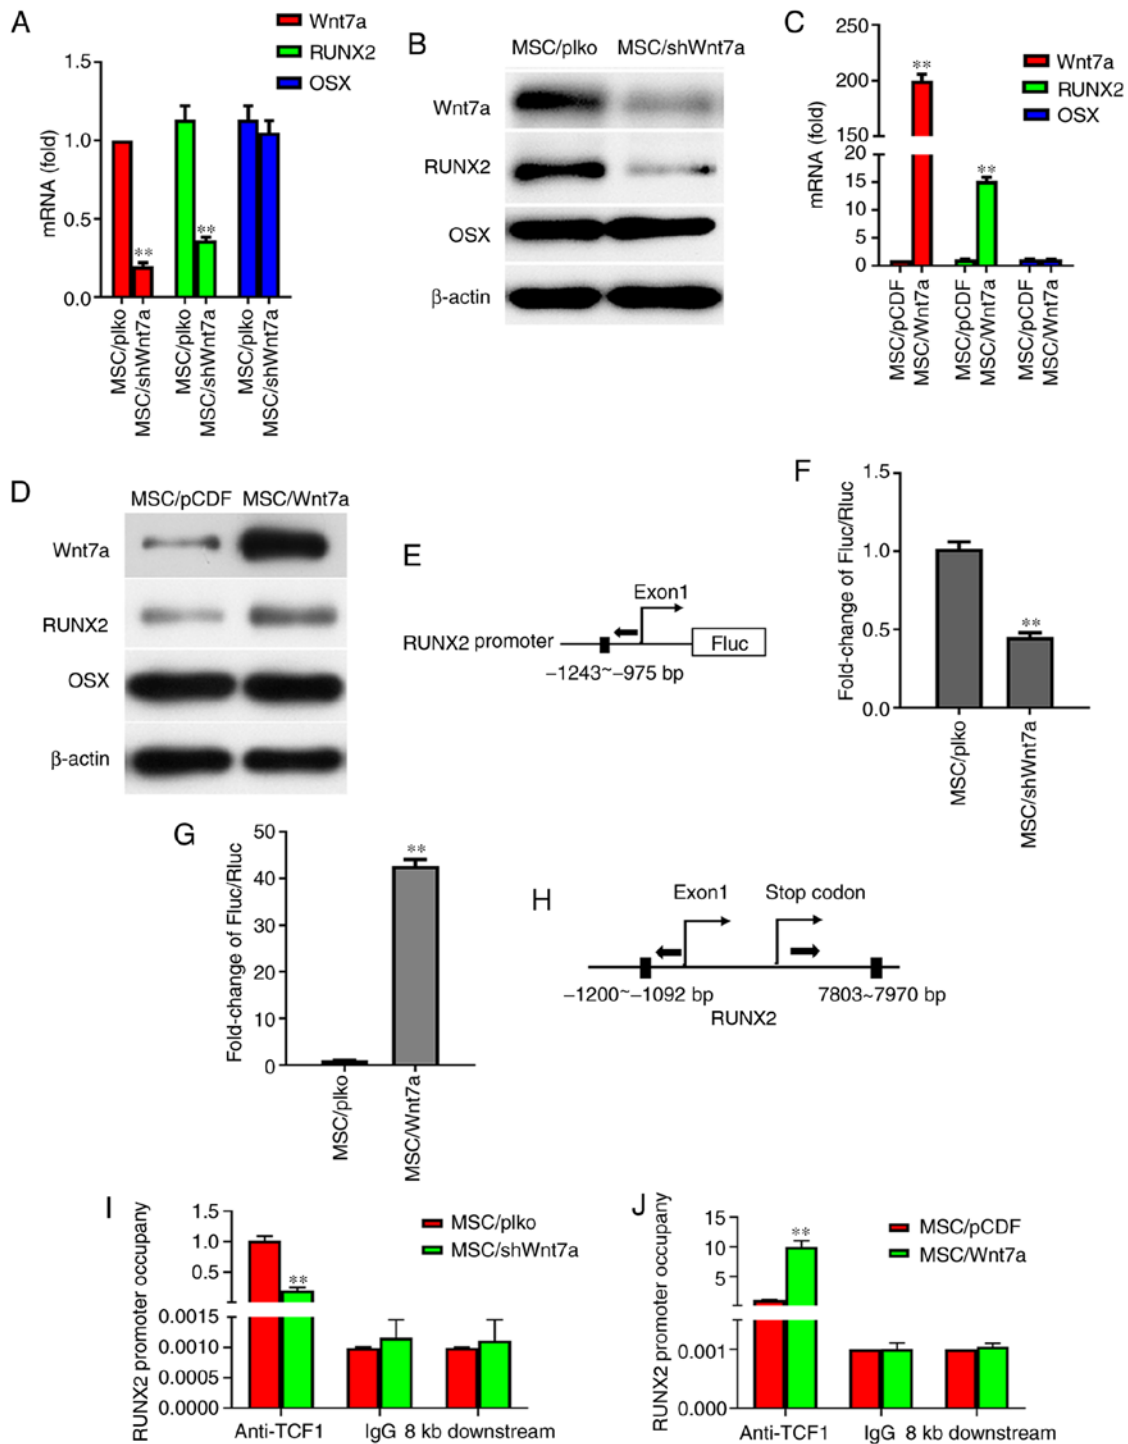 A
Wnt7a
RUNX2
OSX
mRNA (fold)
1.5
1.0
0.5
0.0
**
**
MSC/plko
MSC/shWnt7a
MSC/plko
MSC/shWnt7a
MSC/plko
MSC/shWnt7a
B
MSC/plko MSC/shWnt7a
Wnt7a
RUNX2
OSX
β-actin
C
Wnt7a
RUNX2
OSX
mRNA (fold)
250
200
150
20
15
10
5
0
**
**
MSC/pCDF
MSC/Wnt7a
MSC/pCDF
MSC/Wnt7a
MSC/pCDF
MSC/Wnt7a
D
MSC/pCDF MSC/Wnt7a
Wnt7a
RUNX2
OSX
β-actin
E
Exon1
RUNX2 promoter
Fluc
−1243~−975 bp
F
Fold-change of Fluc/Rluc
1.5
1.0
0.5
0.0
**
MSC/plko
MSC/shWnt7a
G
Fold-change of Fluc/Rluc
50
40
30
20
10
0
**
MSC/plko
MSC/Wnt7a
H
Exon1 Stop codon
−1200~−1092 bp 7803~7970 bp
RUNX2
I
RUNX2 promoter occupany
MSC/plko
MSC/shWnt7a
1.5
1.0
0.5
0.0015
0.0010
0.0005
0.0000
**
Anti-TCF1 IgG 8 kb downstream
J
RUNX2 promoter occupany
MSC/pCDF
MSC/Wnt7a
15
10
5
0.001
0.000
**
Anti-TCF1 IgG 8 kb downstream